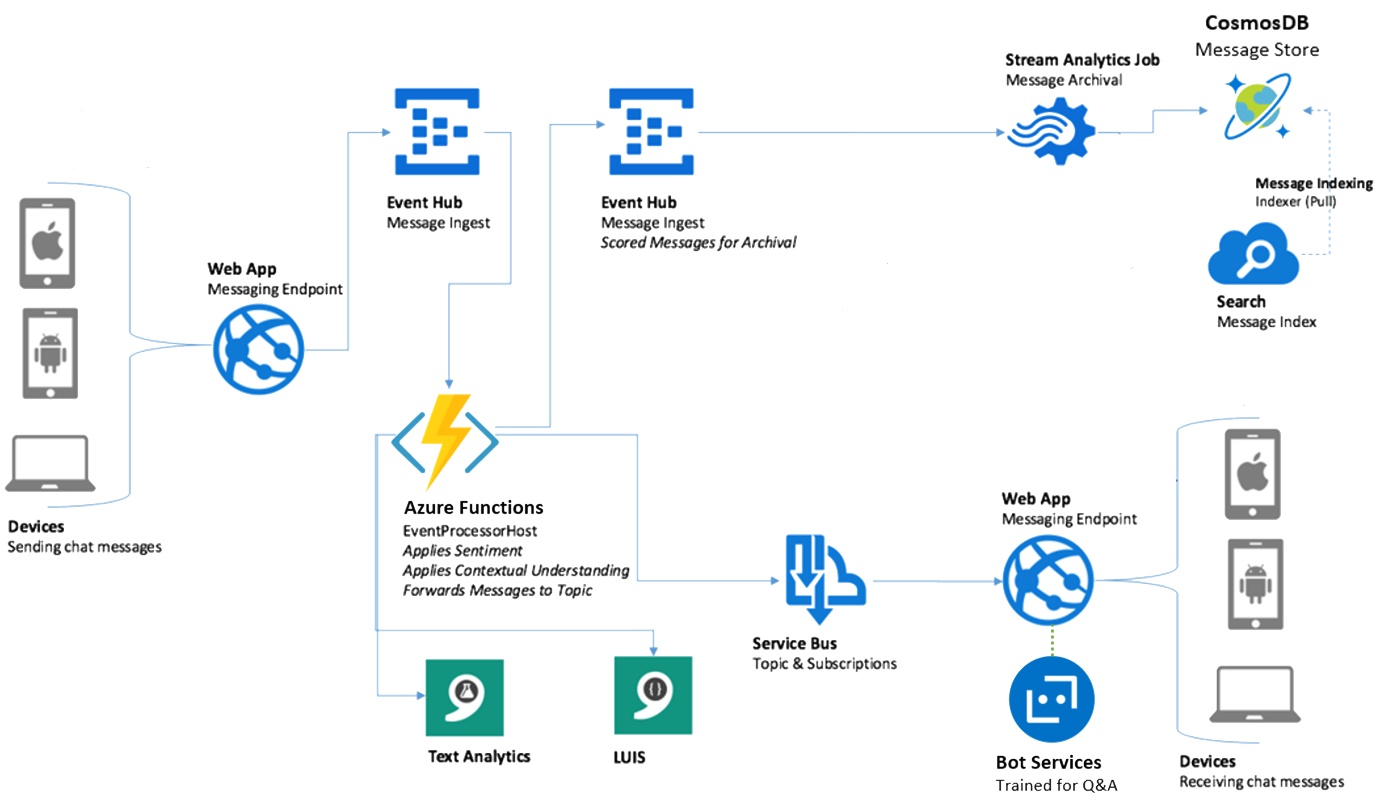 CosmosDB
Message Store
Stream Analytics Job
Message Archival
Event Hub
Message Ingest
Event Hub
Message Ingest
Scored Messages for Archival
Message Indexing
Indexer (Pull)
Search
Message Index
Web App
Messaging Endpoint
Devices
Sending chat messages
Azure Functions
EventProcessorHost
Applies Sentiment
Applies Contextual Understanding
Forwards Messages to Topic
Text Analytics
LUIS
Service Bus
Topic & Subscriptions
Web App
Messaging Endpoint
Bot Services
Trained for Q&A
Devices
Receiving chat messages